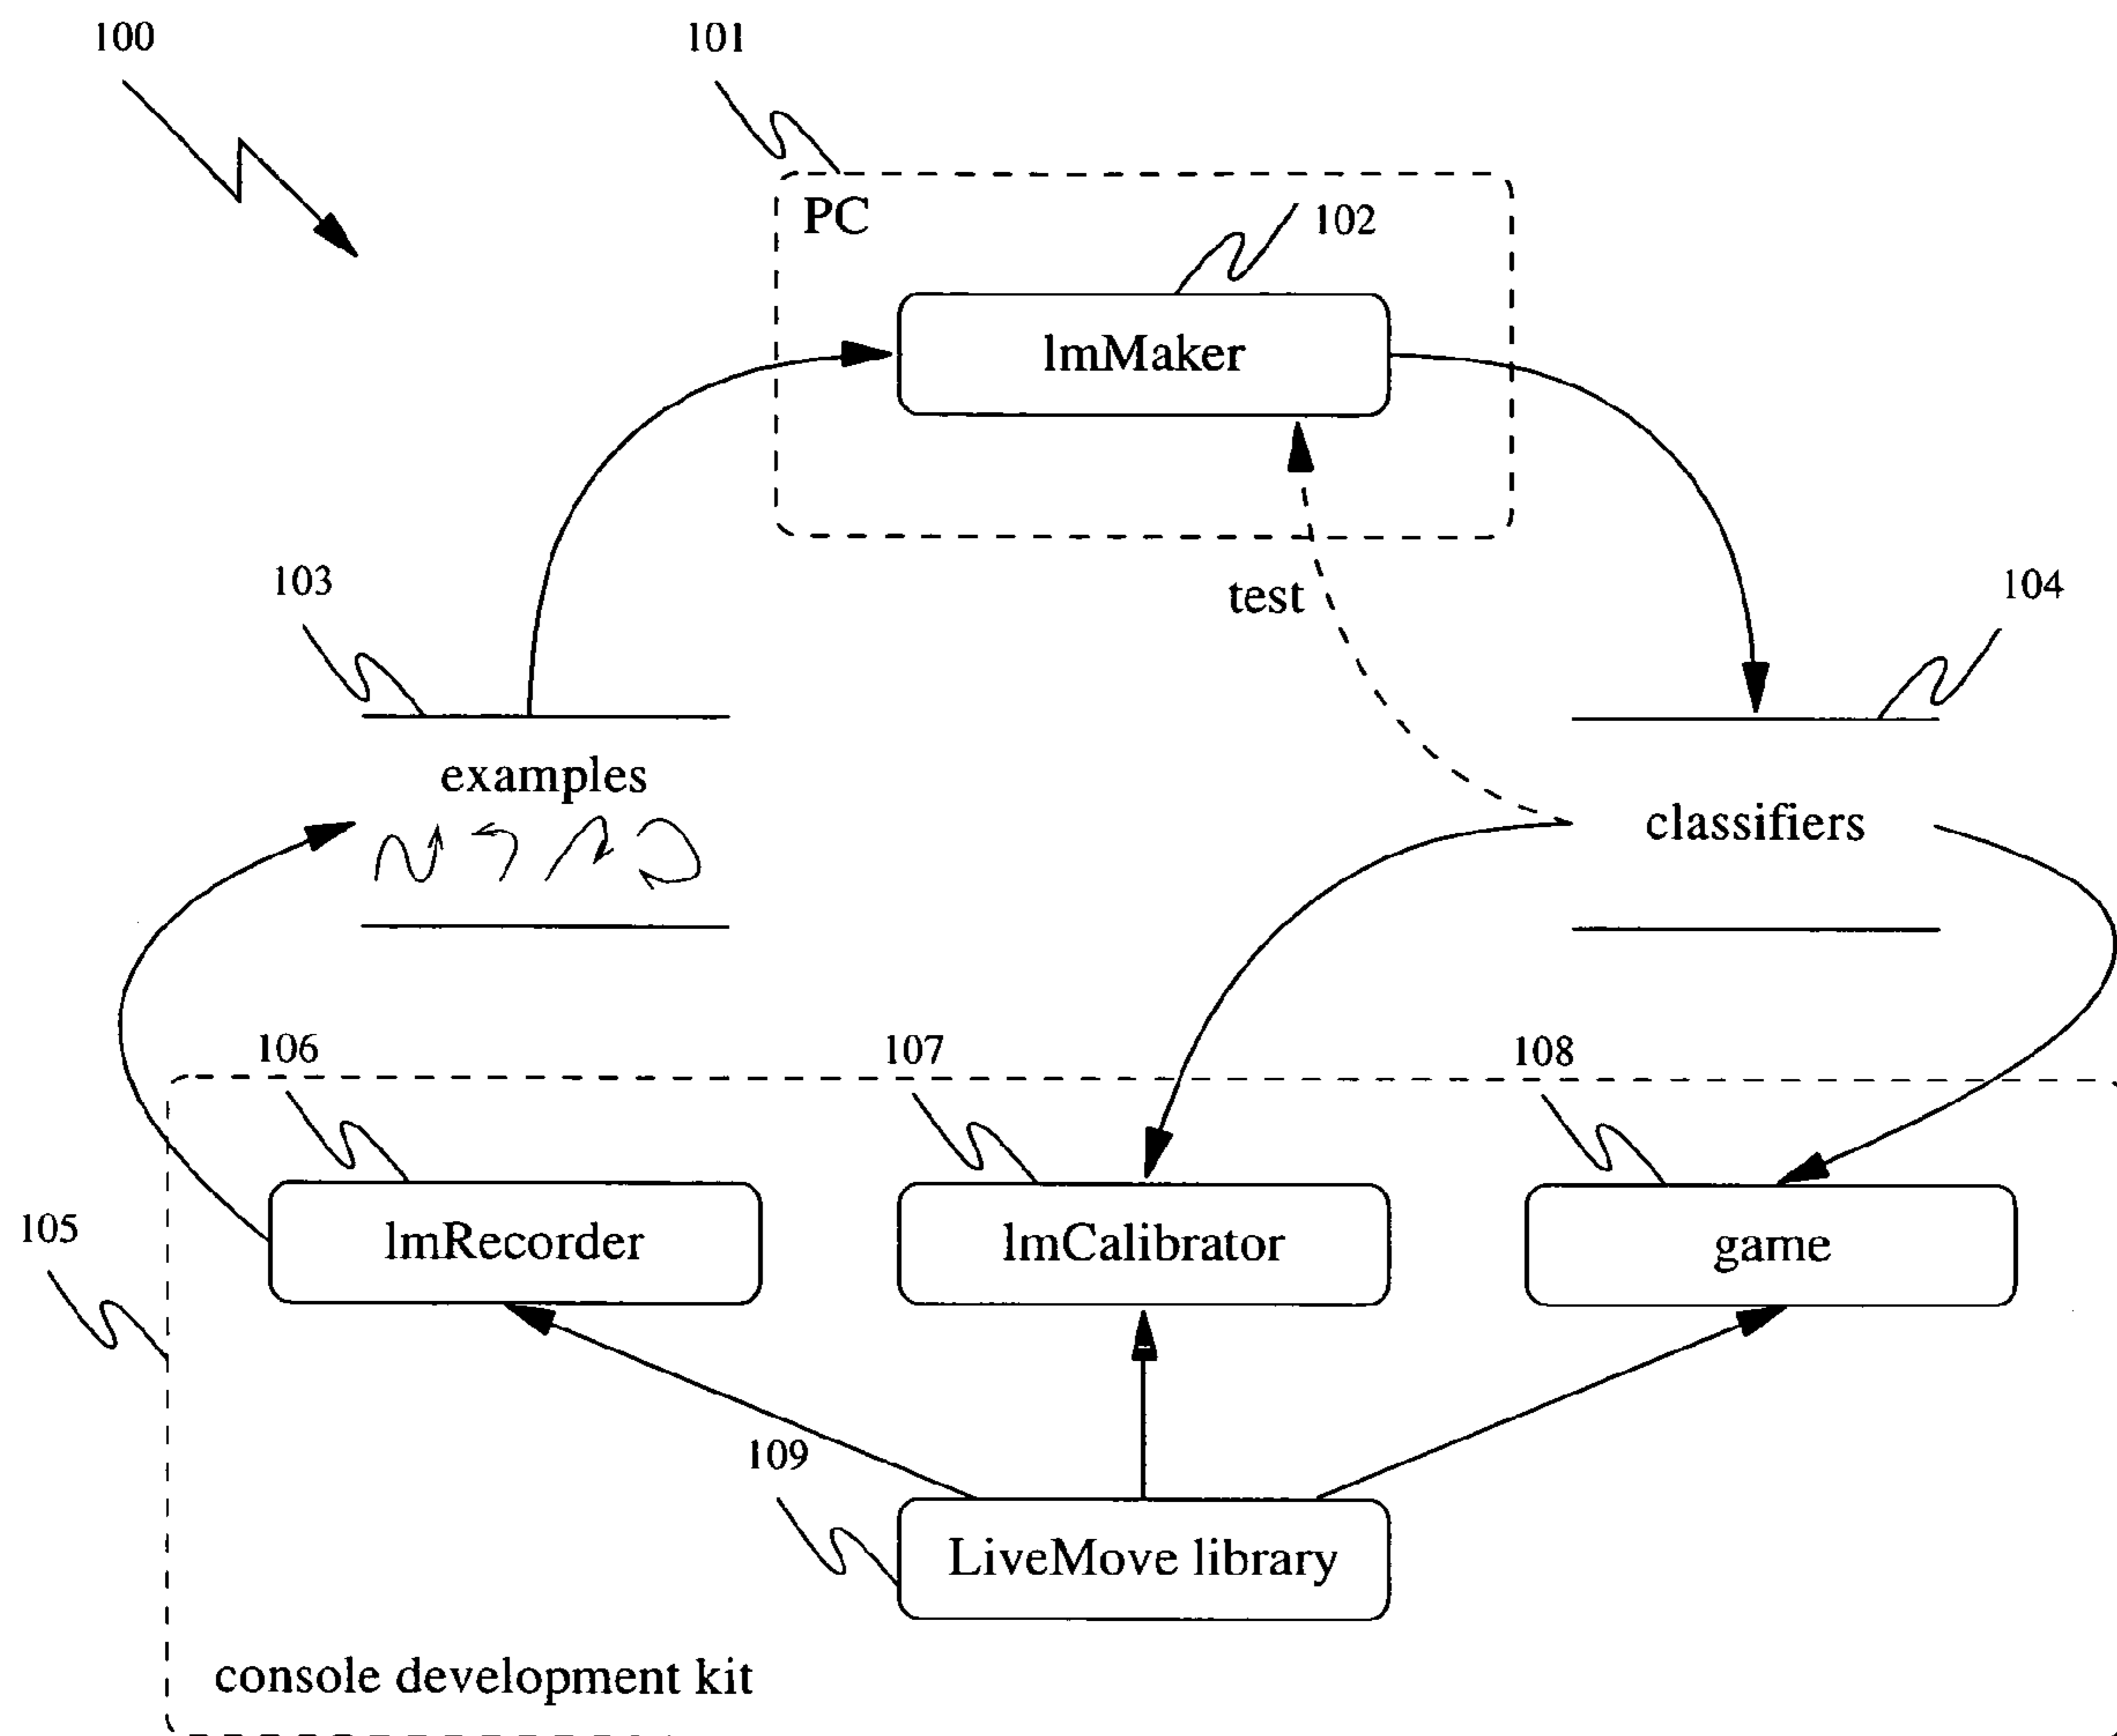 100
101
PC
102
lmMaker
103
test
104
examples
classifiers
106
107
108
105
lmRecorder
lmCalibrator
game
109
LiveMove library
console development kit